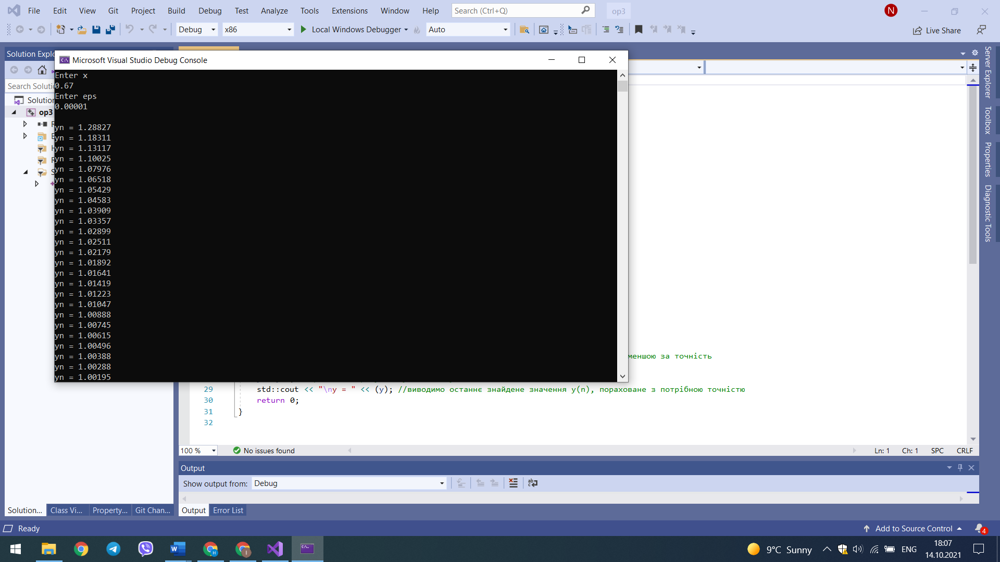 File Edit View Git Project Build Debug Test Analyze Tools Extensions Window Help Search (Ctrl+Q) op3 N
Debug x86 Local Windows Debugger Auto Live Share
Solution Explo
Microsoft Visual Studio Debug Console
Search Solutio
Solution
op3
Enter x
0.67
Enter eps
0.00001
yn = 1.28827
yn = 1.18311
yn = 1.13117
yn = 1.10025
yn = 1.07976
yn = 1.06518
yn = 1.05429
yn = 1.04583
yn = 1.03909
yn = 1.03357
yn = 1.02899
yn = 1.02511
yn = 1.02179
yn = 1.01892
yn = 1.01641
yn = 1.01419
yn = 1.01223
yn = 1.01047
yn = 1.00888
yn = 1.00745
yn = 1.00615
yn = 1.00496
yn = 1.00388
yn = 1.00288
yn = 1.00195
меншою за точність
29 std::cout << "\ny = " << (y); //виводимо останнє знайдене значення y(n), пораховане з потрібною точністю
30 return 0;
31 }
32
100 % No issues found Ln: 1 Ch: 1 SPC CRLF
Output
Show output from: Debug
Solution... Class Vi... Property... Git Chan... Output Error List
Server Explorer
Toolbox
Properties
Diagnostic Tools
Ready Add to Source Control 4
9°C Sunny ENG 18:07
14.10.2021